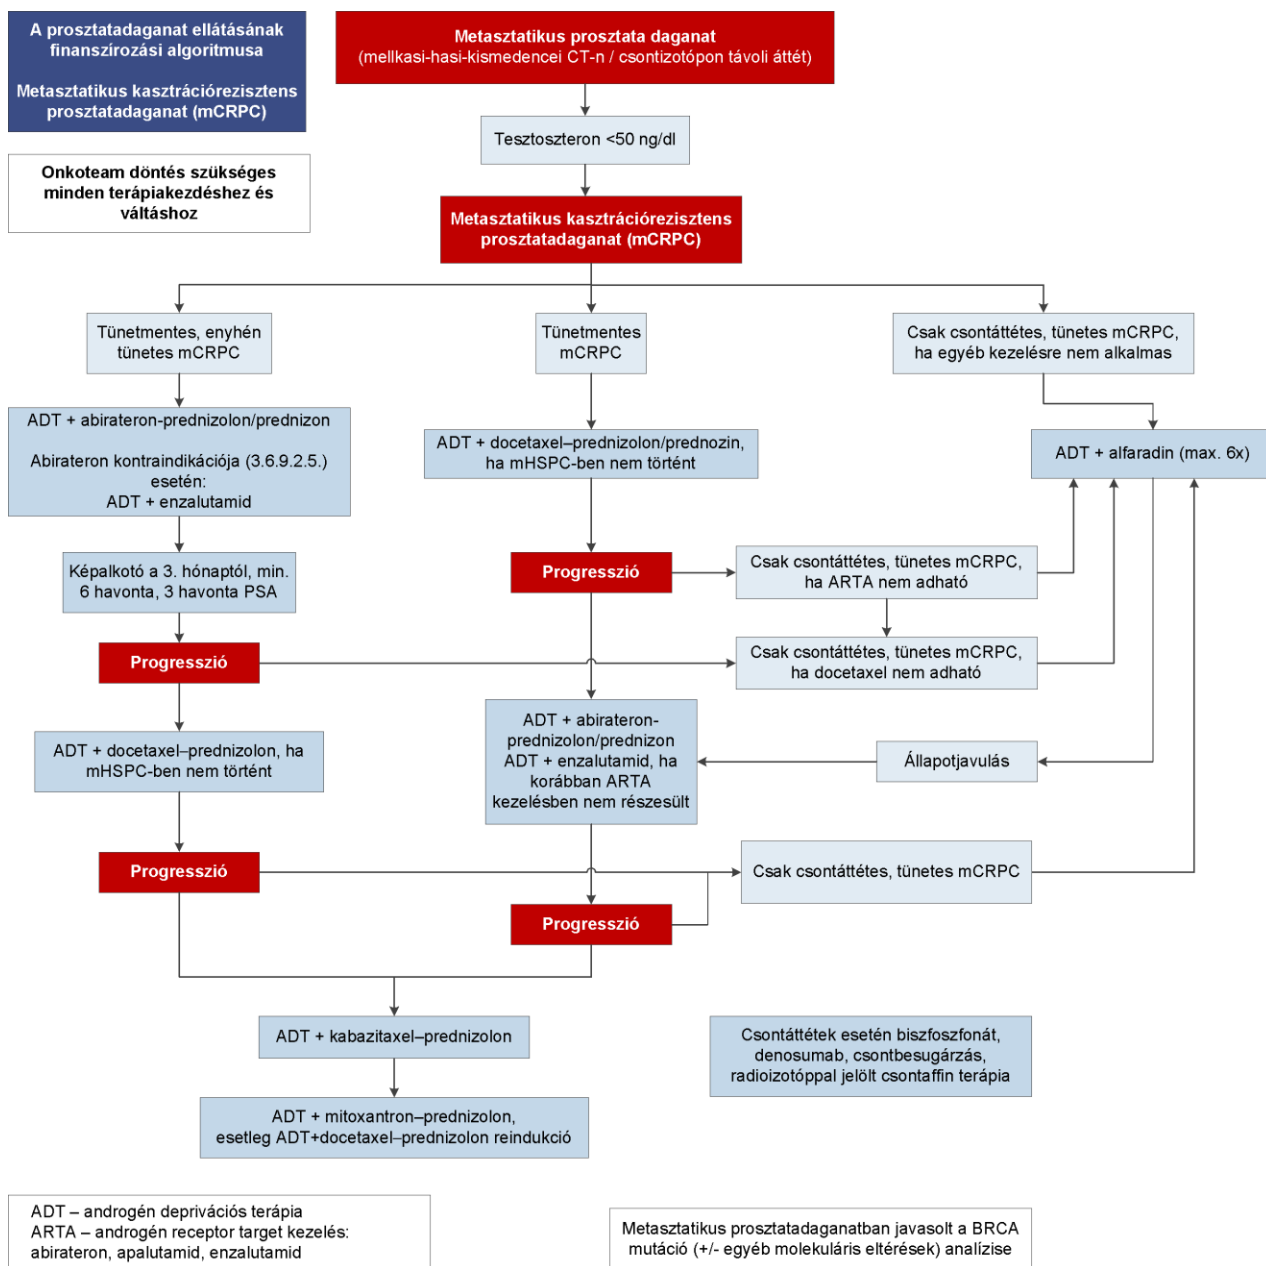 A prosztatadaganat ellátásának
finanszírozási algoritmusa
Metasztatikus kasztrációrezisztens
prosztatadaganat (mCRPC)
Metasztatikus prosztata daganat
(mellkasi-hasi-kismedencei CT-n / csontizotópon távoli áttét)
Onkoteam döntés szükséges
minden terápiakezdéshez és
váltáshoz
Tesztoszteron <50 ng/dl
Metasztatikus kasztrációrezisztens
prosztatadaganat (mCRPC)
Tünetmentes, enyhén
tünetes mCRPC
Tünetmentes
mCRPC
Csak csontáttétes, tünetes mCRPC,
ha egyéb kezelésre nem alkalmas
ADT + abirateron-prednizolon/prednizon
Abirateron kontraindikációja (3.6.9.2.5.)
esetén:
ADT + enzalutamid
ADT + docetaxel–prednizolon/prednozin,
ha mHSPC-ben nem történt
ADT + alfaradin (max. 6x)
Képalkotó a 3. hónaptól, min.
6 havonta, 3 havonta PSA
Progresszió
Csak csontáttétes, tünetes mCRPC,
ha ARTA nem adható
Progresszió
Csak csontáttétes, tünetes mCRPC,
ha docetaxel nem adható
ADT + docetaxel–prednizolon, ha
mHSPC-ben nem történt
ADT + abirateron-
prednizolon/prednizon
ADT + enzalutamid, ha
korábban ARTA
kezelésben nem részesült
Állapotjavulás
Progresszió
Csak csontáttétes, tünetes mCRPC
Progresszió
ADT + kabazitaxel–prednizolon
Csontáttétek esetén biszfoszfonát,
denosumab, csontbesugárzás,
radioizotóppal jelölt csontaffin terápia
ADT + mitoxantron–prednizolon,
esetleg ADT+docetaxel–prednizolon reindukció
ADT – androgén deprivációs terápia
ARTA – androgén receptor target kezelés:
abirateron, apalutamid, enzalutamid
Metasztatikus prosztatadaganatban javasolt a BRCA
mutáció (+/- egyéb molekuláris eltérések) analízise